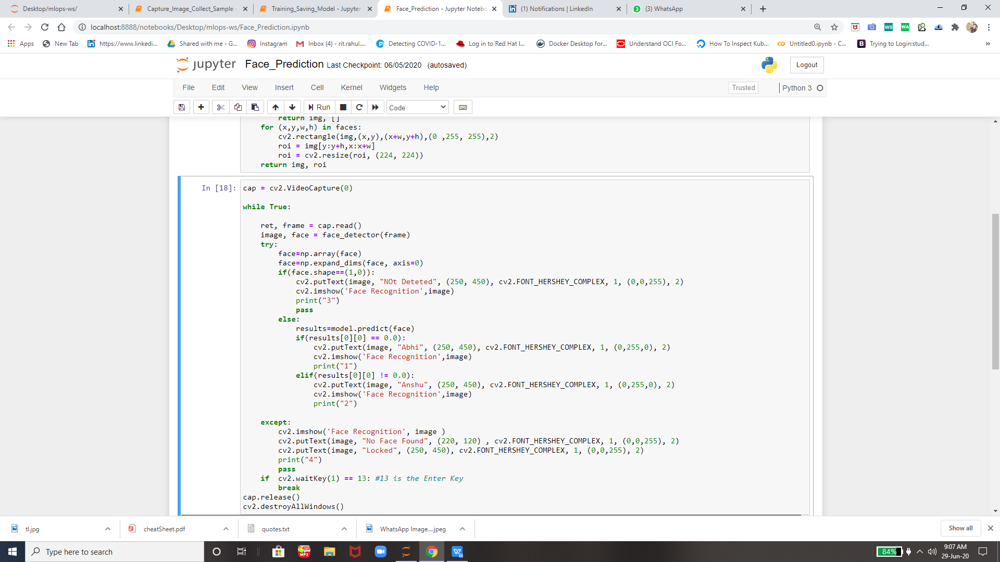 Desktop/mlops-ws/
Capture_Image_Collect_Sample -
Training_Saving_Model - Jupyter
Face_Prediction - Jupyter Notebo
(1) Notifications | LinkedIn
3 (3) WhatsApp
localhost:8888/notebooks/Desktop/mlops-ws/Face_Prediction.ipynb
WS
WA
Apps
New Tab
https://www.linkedi...
Shared with me - G...
Instagram
Inbox (4) - rit.rahul....
Detecting COVID-1...
Log in to Red Hat I...
Docker Desktop for...
Understand OCI Fo...
How To Inspect Kub...
Untitled0.ipynb - C...
B Trying to Login:stud...
»
jupyter Face_Prediction Last Checkpoint: 06/05/2020 (autosaved)
Logout
File Edit View Insert Cell Kernel Widgets Help
Trusted
Python 3
Run
Code
return img, []
for (x,y,w,h) in faces:
cv2.rectangle(img,(x,y),(x+w,y+h),(0 ,255, 255),2)
roi = img[y:y+h,x:x+w]
roi = cv2.resize(roi, (224, 224))
return img, roi
In [18]: cap = cv2.VideoCapture(0)
while True:
ret, frame = cap.read()
image, face = face_detector(frame)
try:
face=np.array(face)
face=np.expand_dims(face, axis=0)
if(face.shape==(1,0)):
cv2.putText(image, "NOt Deteted", (250, 450), cv2.FONT_HERSHEY_COMPLEX, 1, (0,0,255), 2)
cv2.imshow('Face Recognition',image)
print("3")
pass
else:
results=model.predict(face)
if(results[0][0] == 0.0):
cv2.putText(image, "Abhi", (250, 450), cv2.FONT_HERSHEY_COMPLEX, 1, (0,255,0), 2)
cv2.imshow('Face Recognition',image)
print("1")
elif(results[0][0] != 0.0):
cv2.putText(image, "Anshu", (250, 450), cv2.FONT_HERSHEY_COMPLEX, 1, (0,255,0), 2)
cv2.imshow('Face Recognition',image)
print("2")
except:
cv2.imshow('Face Recognition', image )
cv2.putText(image, "No Face Found", (220, 120) , cv2.FONT_HERSHEY_COMPLEX, 1, (0,0,255), 2)
cv2.putText(image, "Locked", (250, 450), cv2.FONT_HERSHEY_COMPLEX, 1, (0,0,255), 2)
print("4")
pass
if cv2.waitKey(1) == 13: #13 is the Enter Key
break
cap.release()
cv2.destroyAllWindows()
tl.jpg
cheatSheet.pdf
quotes.txt
WhatsApp Image....jpeg
Show all
Type here to search
MP3
84%
9:07 AM
29-Jun-20